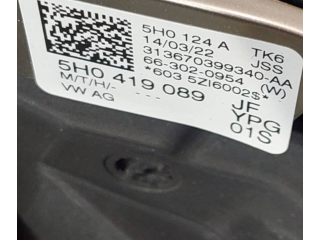 5H0 124 A TK6
14/03/22 JSS
313670399340-AA
66-302-0954 (W)
*603 5ZI6002$*
5H0 419 089 JF
M/T/H/- - - - - YPG
VW AG 01S